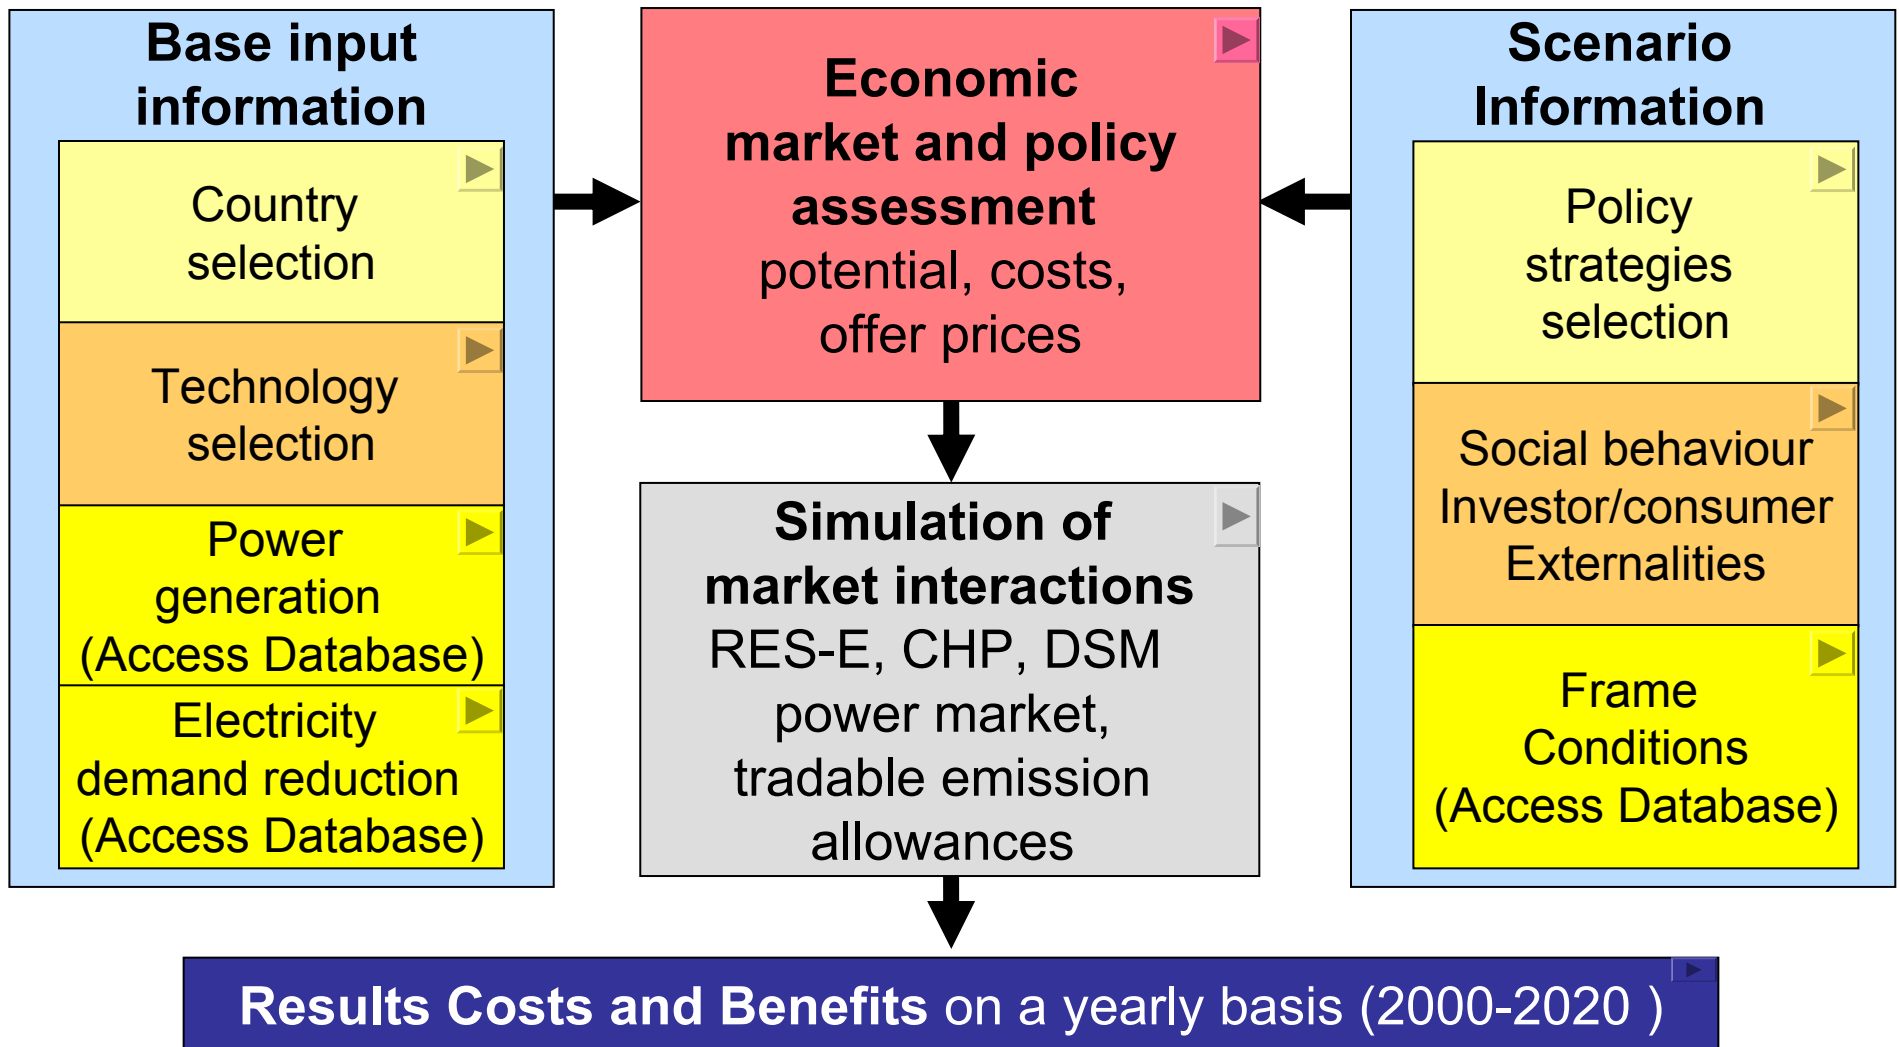 Base input
information
Country
selection
Technology
selection
Power
generation
(Access Database)
Electricity
demand reduction
(Access Database)
Economic
market and policy
assessment
potential, costs,
offer prices
Simulation of
market interactions
RES-E, CHP, DSM
power market,
tradable emission
allowances
Scenario
Information
Policy
strategies
selection
Social behaviour
Investor/consumer
Externalities
Frame
Conditions
(Access Database)
Results Costs and Benefits on a yearly basis (2000-2020 )